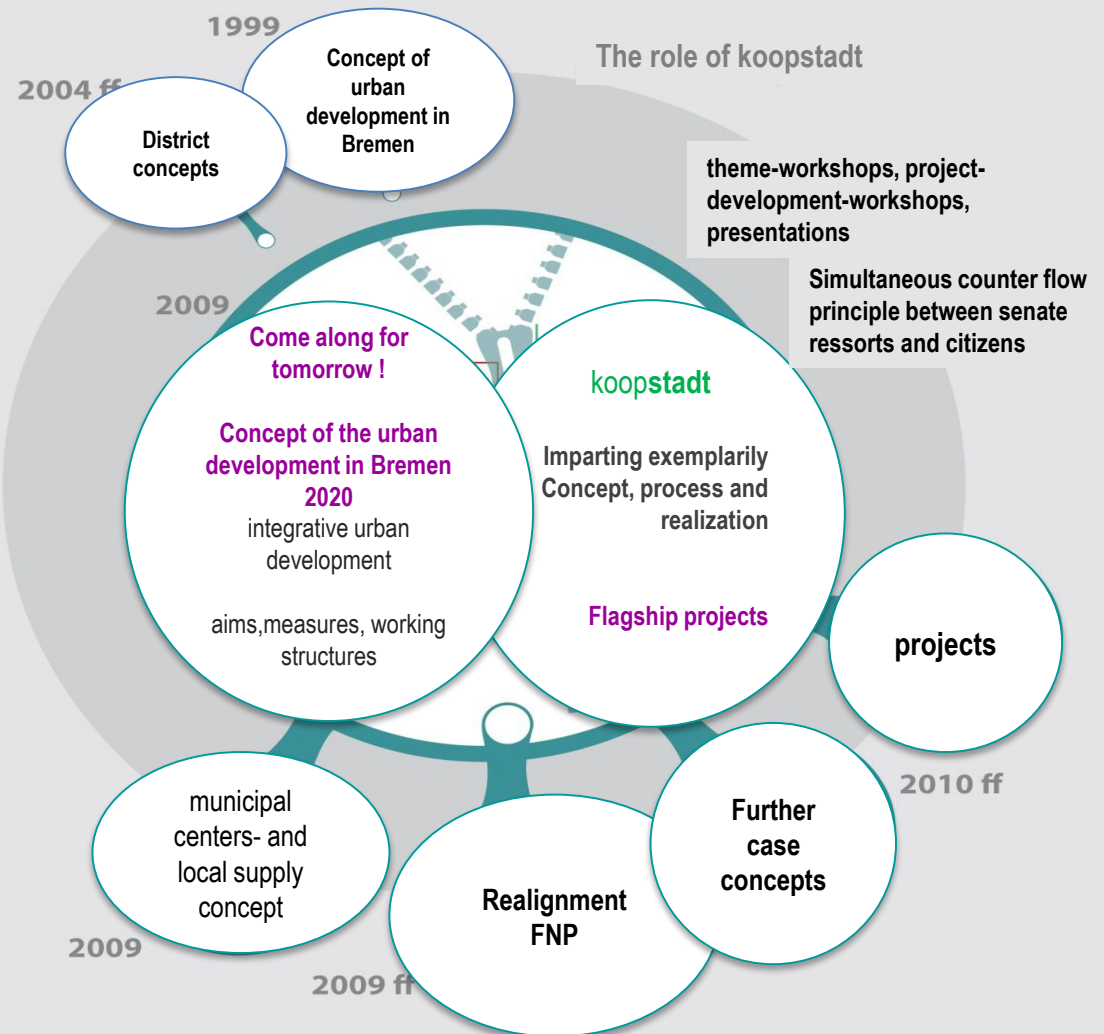 1999
The role of koopstadt
Concept of
urban
development in
Bremen
2004 ff
District
concepts
theme-workshops, project-
development-workshops,
presentations
Simultaneous counter flow
principle between senate
ressorts and citizens
2009
Come along for
tomorrow !
Concept of the urban
development in Bremen
2020
integrative urban
development
aims,measures, working
structures
koopstadt
Imparting exemplarily
Concept, process and
realization
Flagship projects
projects
2010 ff
municipal
centers- and
local supply
concept
2009
Realignment
FNP
2009 ff
Further
case
concepts